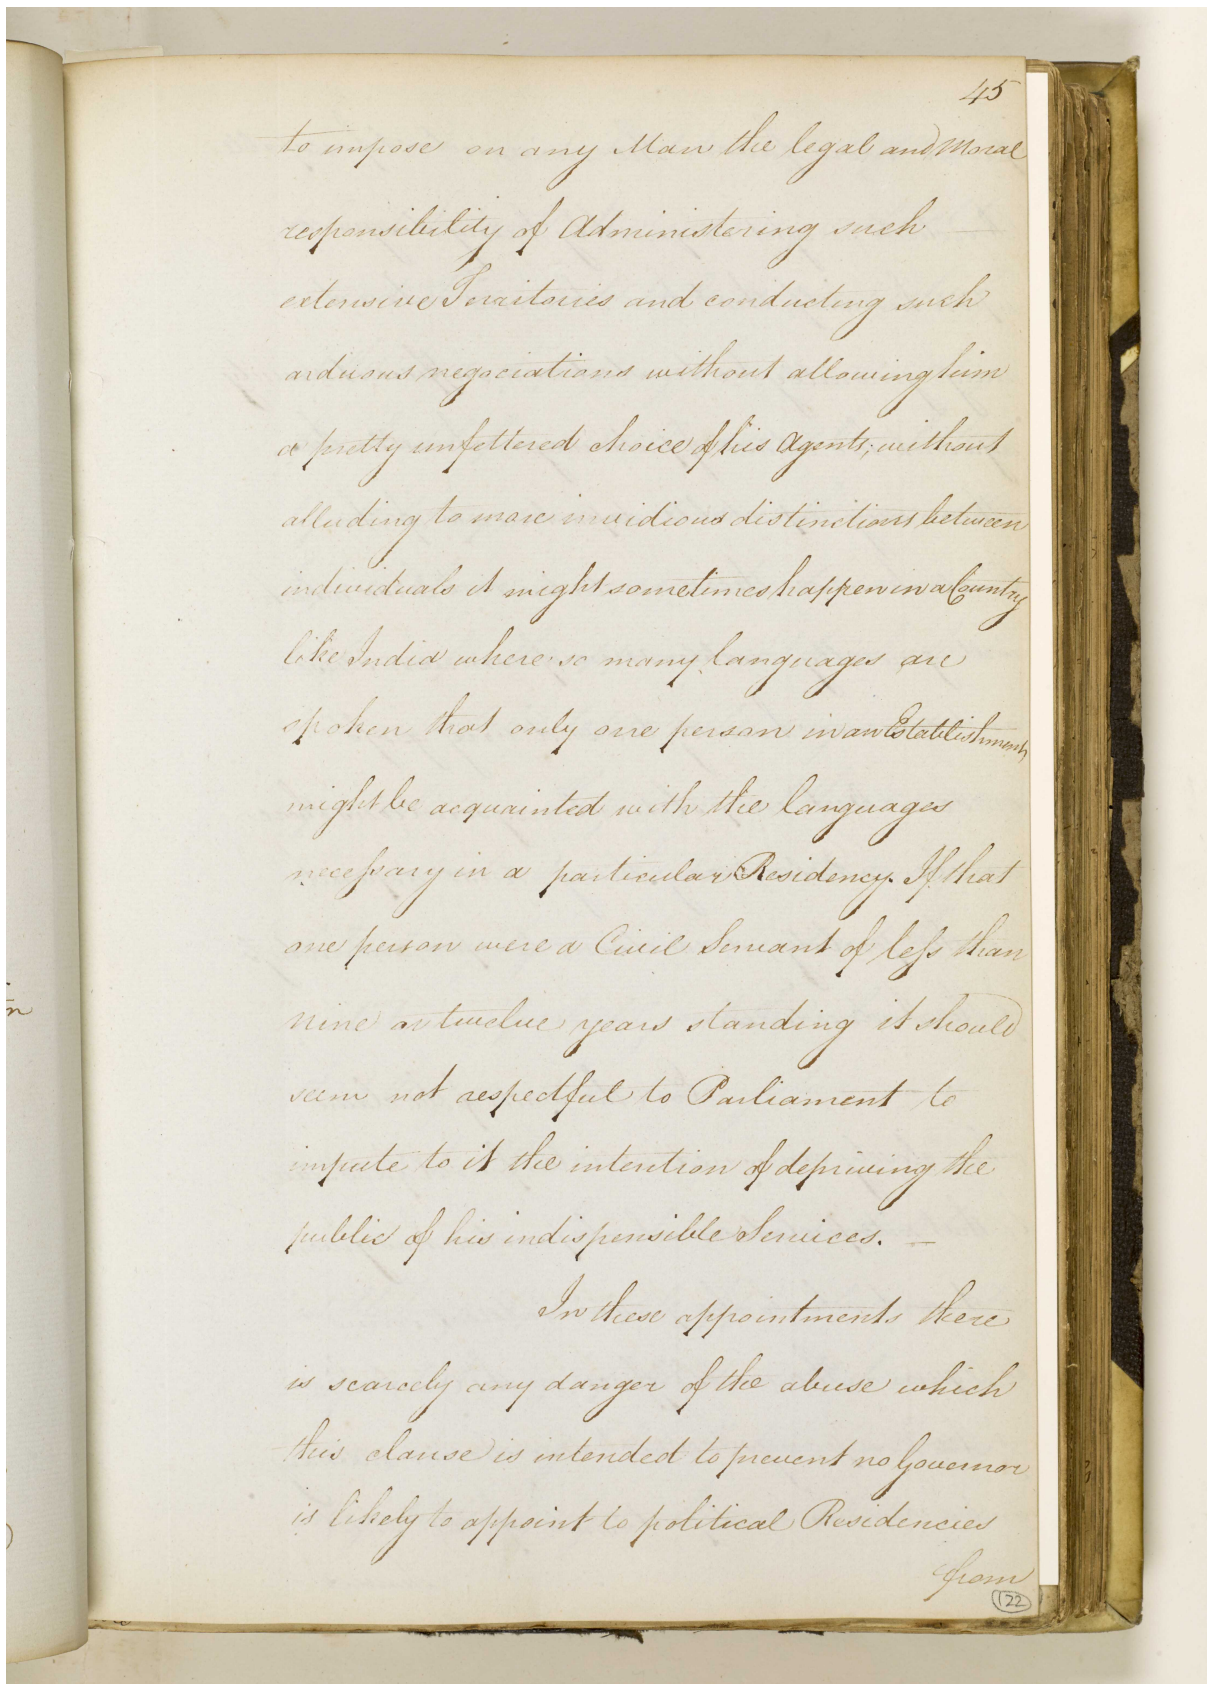 45
to impose on any Man the legal and Moral
responsibility of Administering such
extensive Territories and conducting such
arduous negociations without allowing him
a pretty unfettered choice of his Agents; without
alluding to more invidious distinctions between
individuals it might sometimes happen in a Country
like India where so many languages are
spoken that only one person in an Establishment
might be acquainted with the languages
necessary in a particular Residency. If that
one person were a Civil Servant of less than
nine or twelve years standing it should
seem not respectful to Parliament to
impute to it the intention of depriving the
public of his indispensible Services. —
In these appointments there
is scarcely any danger of the abuse which
this clause is intended to prevent no Governor
is likely to appoint to political Residencies
from
122